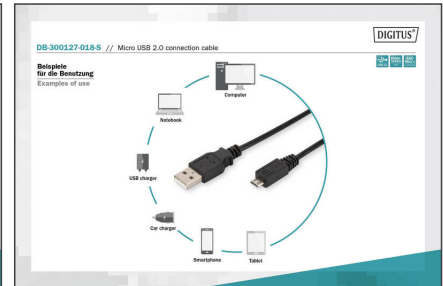 DIGITUS®
DB-300127-018-S // Micro USB 2.0 connection cable
Beispiele
für die Benutzung
Examples of use
Computer
Notebook
USB charger
Car charger
Smartphone
Tablet